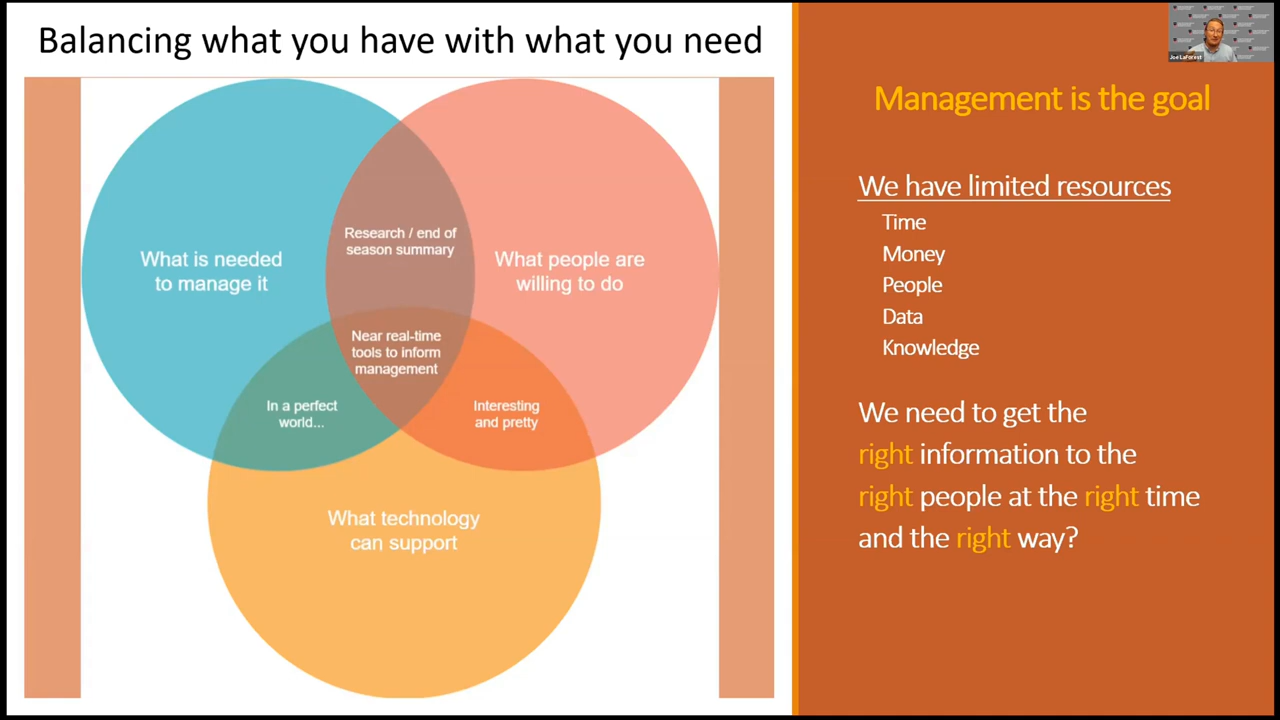 Balancing what you have with what you need
What is needed
to manage it
Research / end of
season summary
What people are
willing to do
Near real-time
tools to inform
management
In a perfect
world...
Interesting
and pretty
What technology
can support
Joe LaForest
Management is the goal
We have limited resources
Time
Money
People
Data
Knowledge
We need to get the
right information to the
right people at the right time
and the right way?